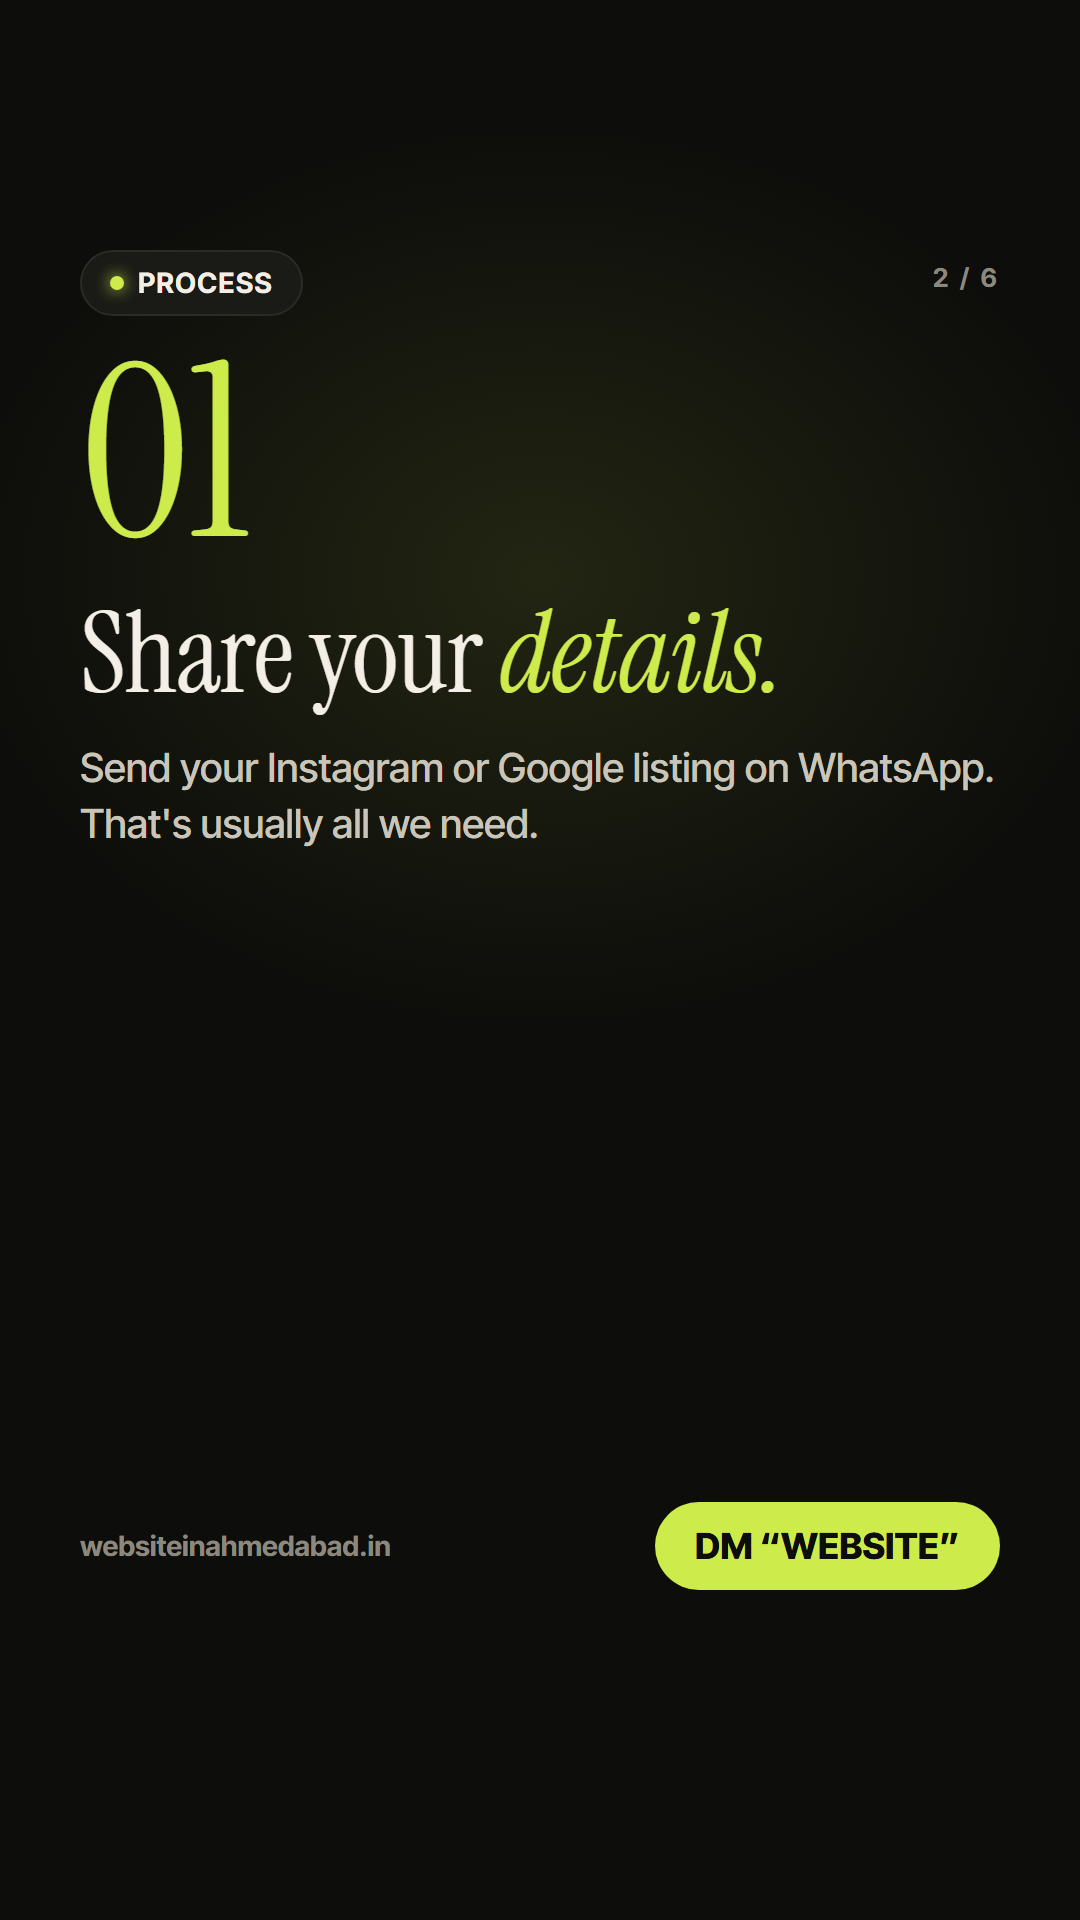 PROCESS
2 / 6
01
Share your details.
Send your Instagram or Google listing on WhatsApp.
That's usually all we need.
websiteinahmedabad.in
DM “WEBSITE”